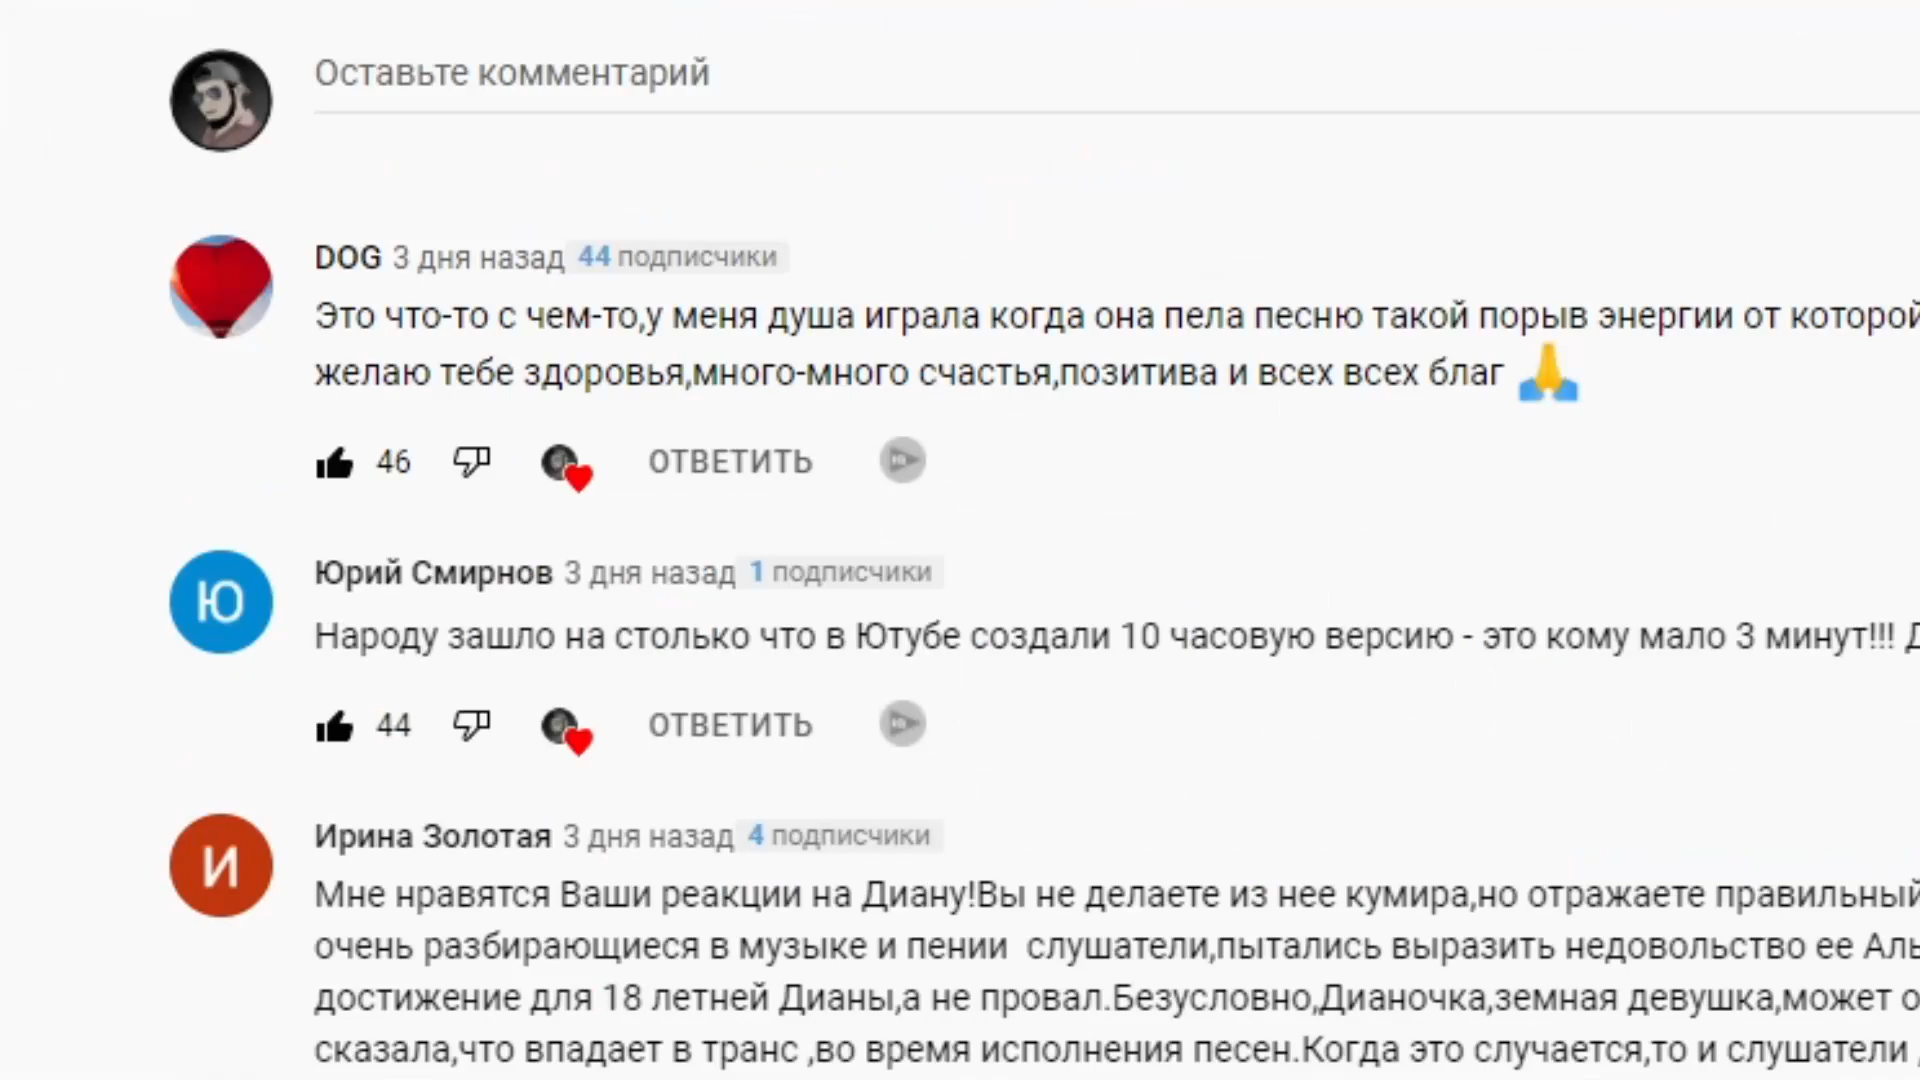 Оставьте комментарий
DOG 3 дня назад 44 подписчики
Это что-то с чем-то,у меня душа играла когда она пела песню такой порыв энергии от которой
желаю тебе здоровья,много-много счастья,позитива и всех всех благ 🙏
46 ОТВЕТИТЬ
Ю
Юрий Смирнов 3 дня назад 1 подписчики
Народу зашло на столько что в Ютубе создали 10 часовую версию - это кому мало 3 минут!!!
44 ОТВЕТИТЬ
И
Ирина Золотая 3 дня назад 4 подписчики
Мне нравятся Ваши реакции на Диану!Вы не делаете из нее кумира,но отражаете правильный
очень разбирающиеся в музыке и пении слушатели,пытались выразить недовольство ее
достижение для 18 летней Дианы,а не провал.Безусловно,Дианочка,земная девушка,может
сказала,что впадает в транс ,во время исполнения песен.Когда это случается,то и слушатели ,